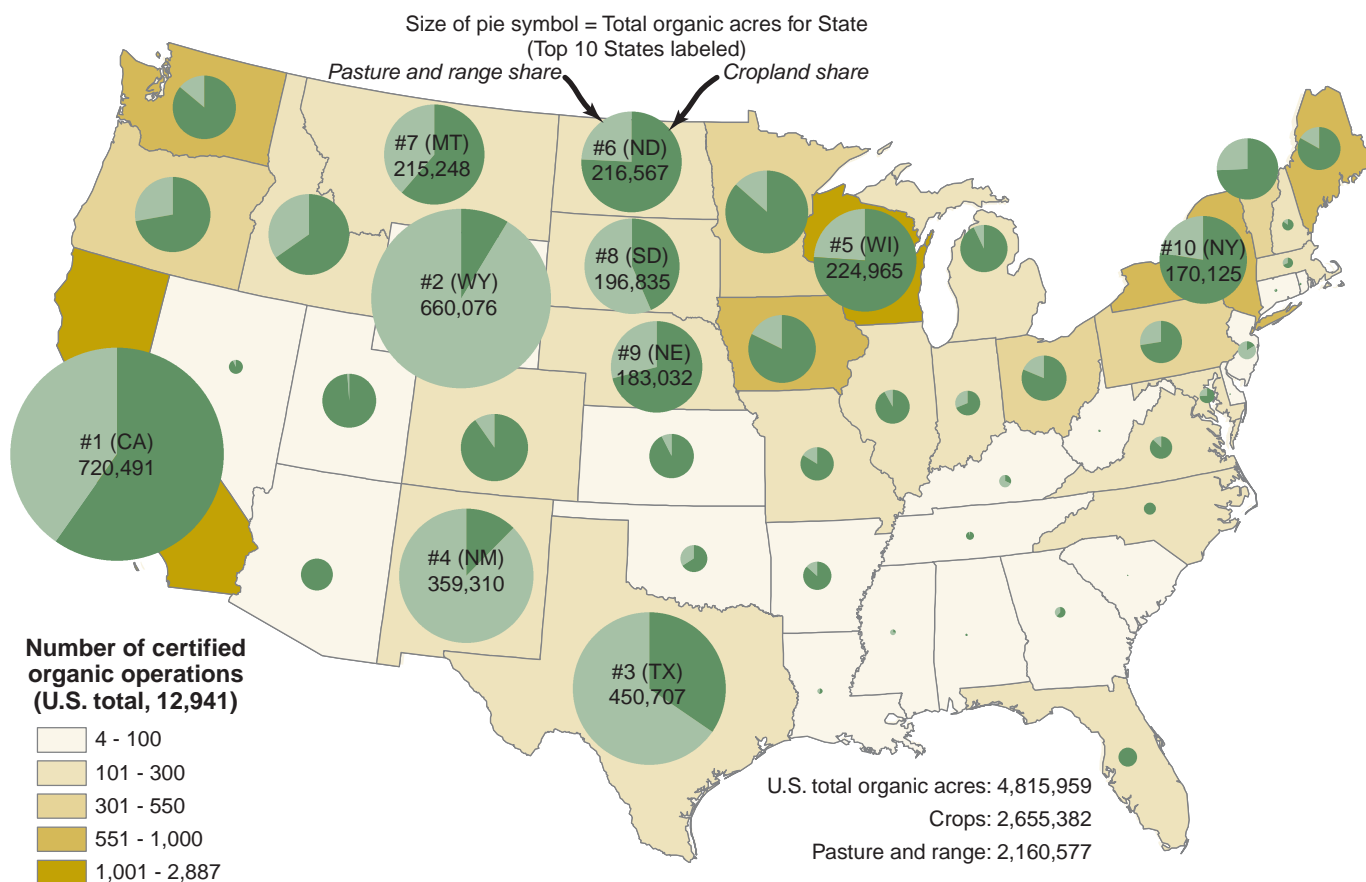 Size of pie symbol = Total organic acres for State
(Top 10 States labeled)
Pasture and range share
Cropland share
#7 (MT)
215,248
#6 (ND)
216,567
#2 (WY)
660,076
#8 (SD)
196,835
#5 (WI)
224,965
#10 (NY)
170,125
#9 (NE)
183,032
#1 (CA)
720,491
#4 (NM)
359,310
#3 (TX)
450,707
Number of certified
organic operations
(U.S. total, 12,941)
4 - 100
101 - 300
301 - 550
551 - 1,000
1,001 - 2,887
U.S. total organic acres: 4,815,959
Crops: 2,655,382
Pasture and range: 2,160,577